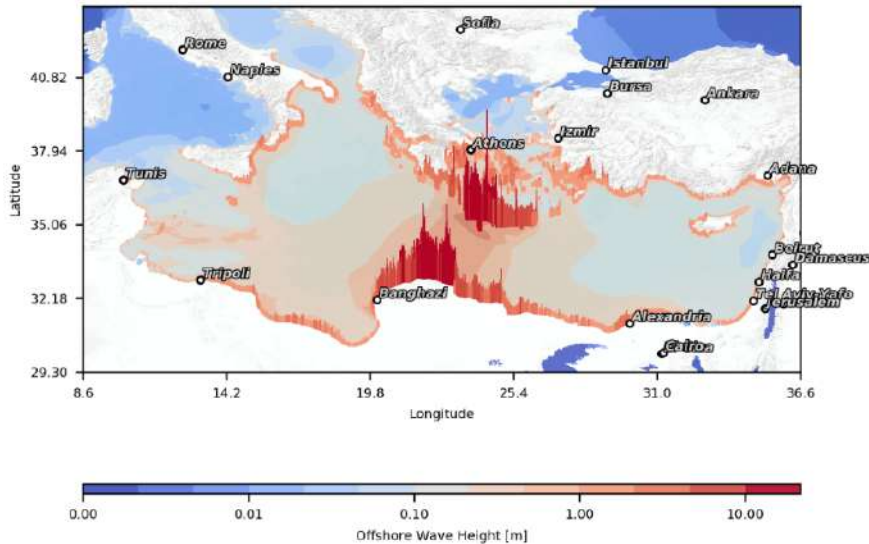 Sofia
Rome
Istanbul
Naples
Bursa
Ankara
Athens
Izmir
Tunis
Adana
Beirut
Damascus
Haifa
Tripoli
Tel Aviv-Yafo
Banghazi
Jerusalem
Alexandria
Cairo
40.82
37.94
35.06
32.18
29.30
Latitude
8.6 14.2 19.8 25.4 31.0 36.6
Longitude
0.00 0.01 0.10 1.00 10.00
Offshore Wave Height [m]